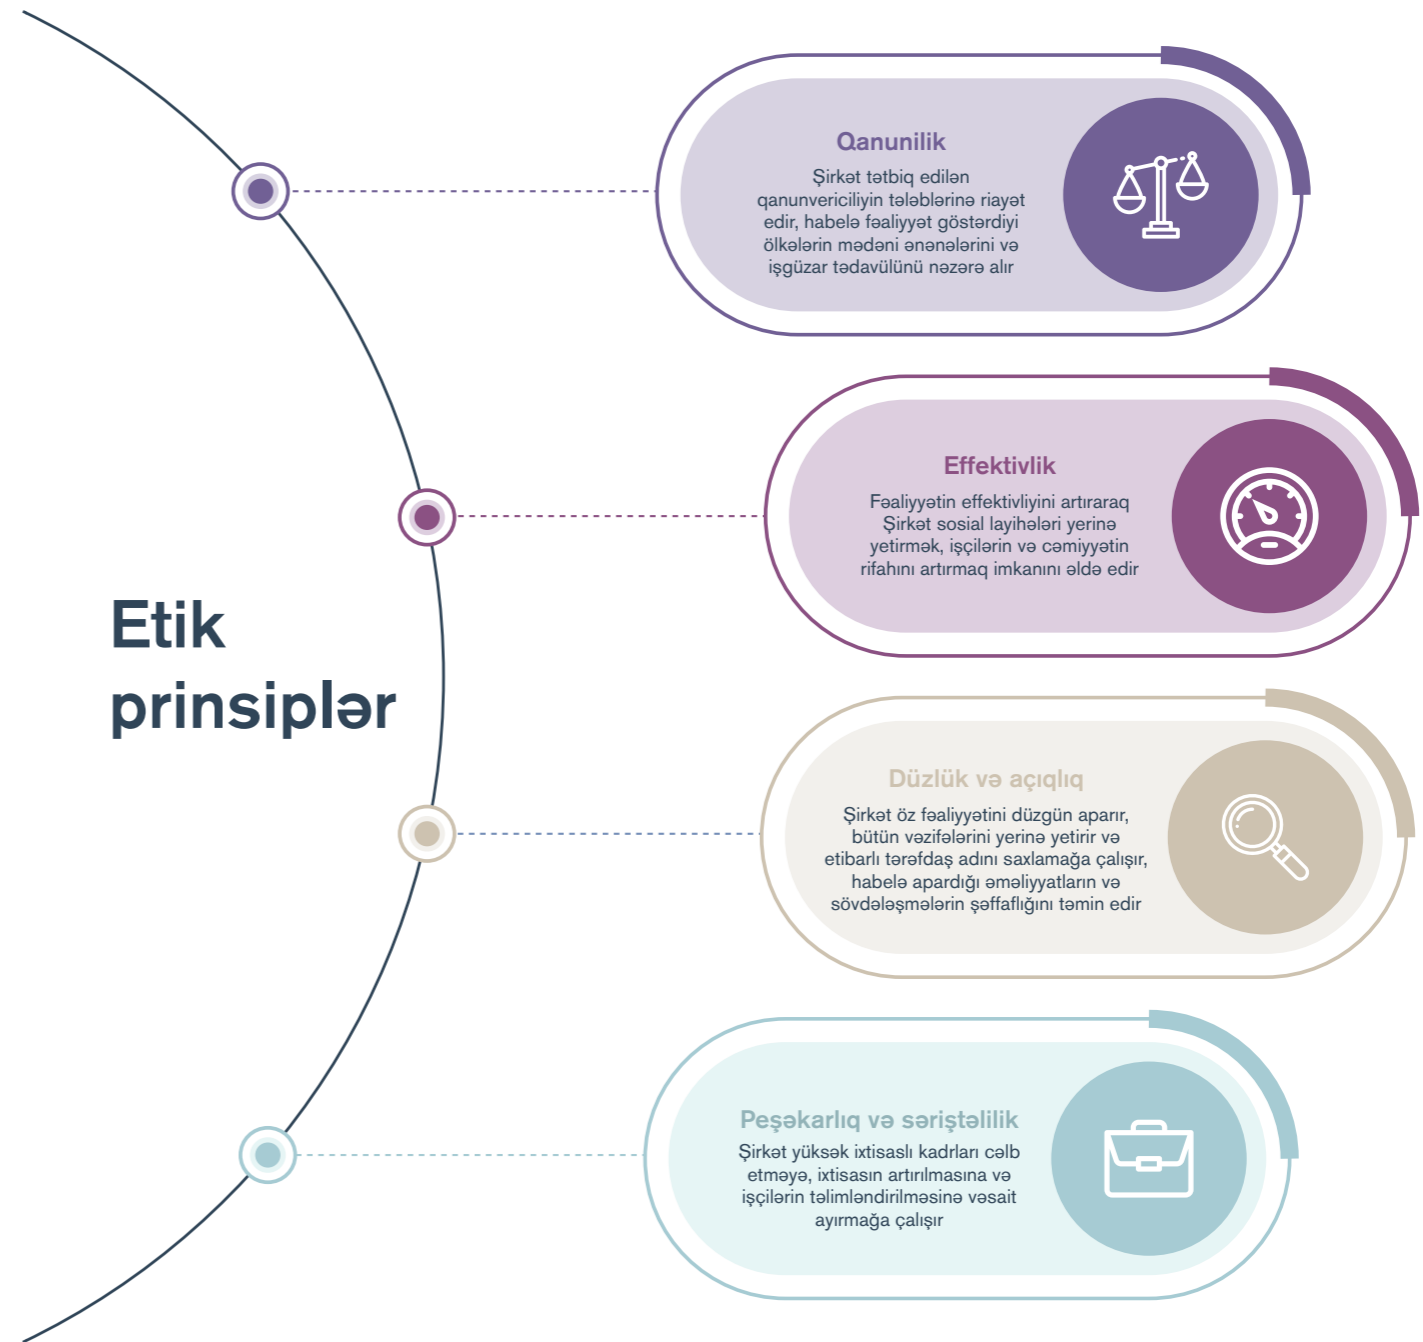 Etik
prinsiplər
Qanunilik
Şirkət tətbiq edilən
qanunvericiliyin tələblərinə riayət
edir, habelə fəaliyyət göstərdiyi
ölkələrin mədəni ənənələrini və
işgüzar tədavülünü nəzərə alır
Effektivlik
Fəaliyyətin effektivliyini artıraraq
Şirkət sosial layihələri yerinə
yetirmək, işçilərin və cəmiyyətin
rifahını artırmaq imkanını əldə edir
Düzlük və açıqlıq
Şirkət öz fəaliyyətini düzgün aparır,
bütün vəzifələrini yerinə yetirir və
etibarlı tərəfdaş adını saxlamağa çalışır,
habelə apardığı əməliyyatların və
sövdələşmələrin şəffaflığını təmin edir
Peşəkarlıq və səriştəlilik
Şirkət yüksək ixtisaslı kadrları cəlb
etməyə, ixtisasın artırılmasına və
işçilərin təlimləndirilməsinə vəsait
ayırmağa çalışır